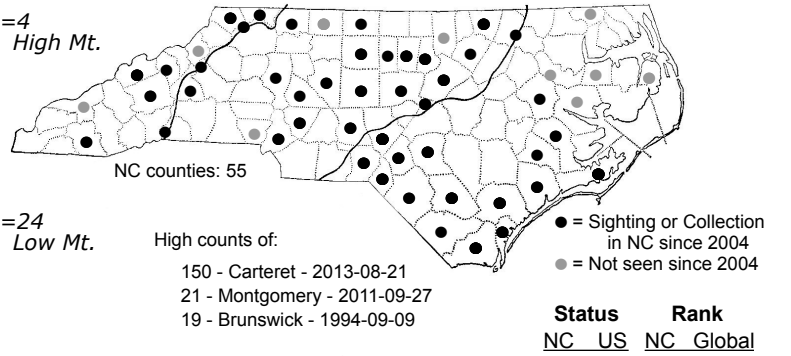 =4
High Mt.
NC counties: 55
=24
Low Mt.
High counts of:
150 - Carteret - 2013-08-21
21 - Montgomery - 2011-09-27
19 - Brunswick - 1994-09-09
= Sighting or Collection
in NC since 2004
= Not seen since 2004
Status Rank
NC US NC Global